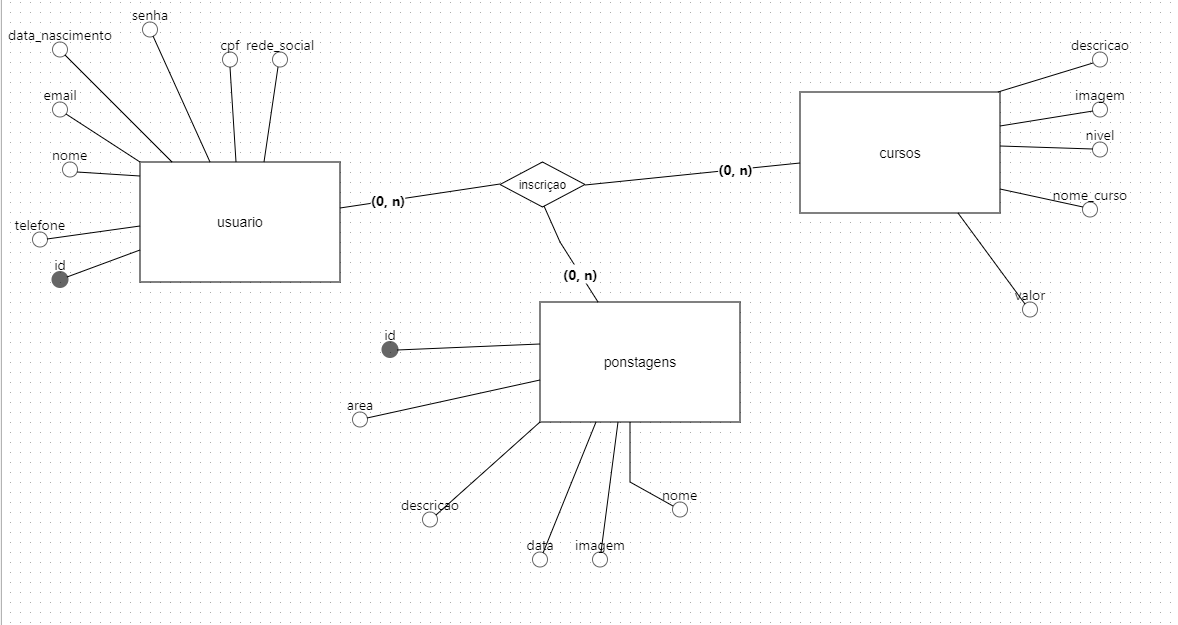 senha
data_nascimento
cpf
rede_social
email
nome
telefone
id
usuario
(0, n)
inscriçao
(0, n)
(0, n)
cursos
descricao
imagem
nivel
nome_curso
valor
ponstagens
id
area
descriçao
data
imagem
nome